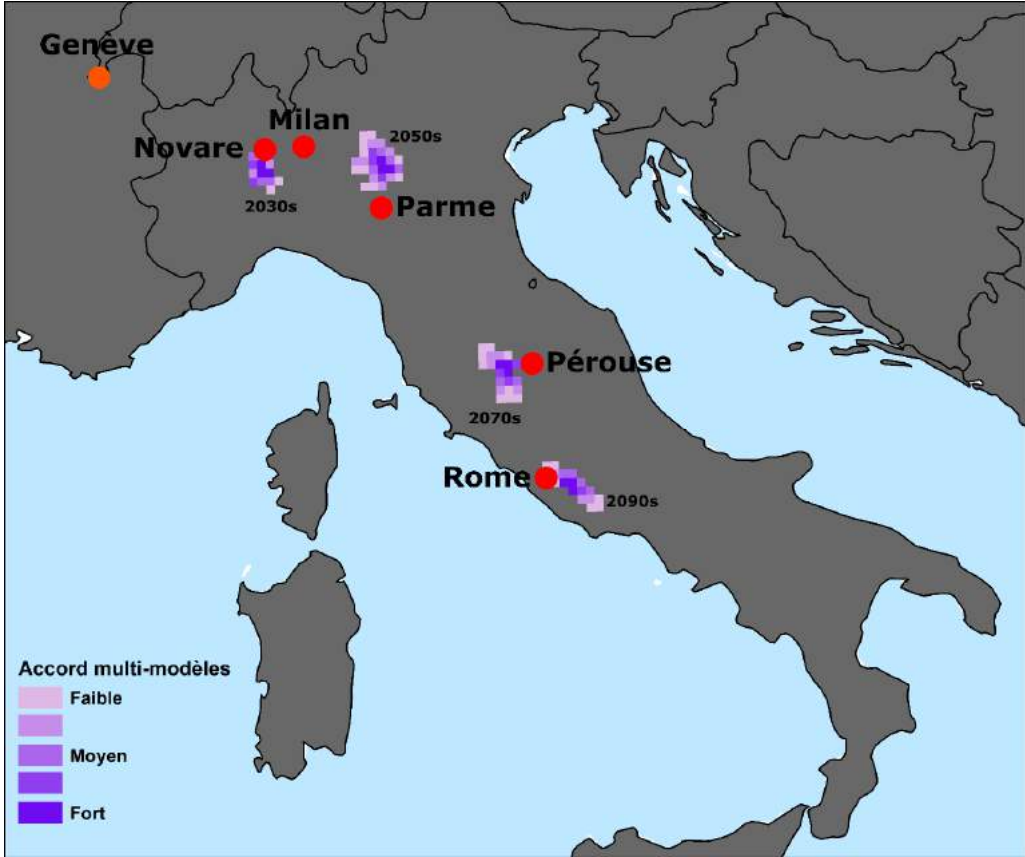 Genève
Milan
2050s
Novare
2030s
Parme
Pérouse
2070s
Rome
2090s
Accord multi-modèles
Faible
Moyen
Fort